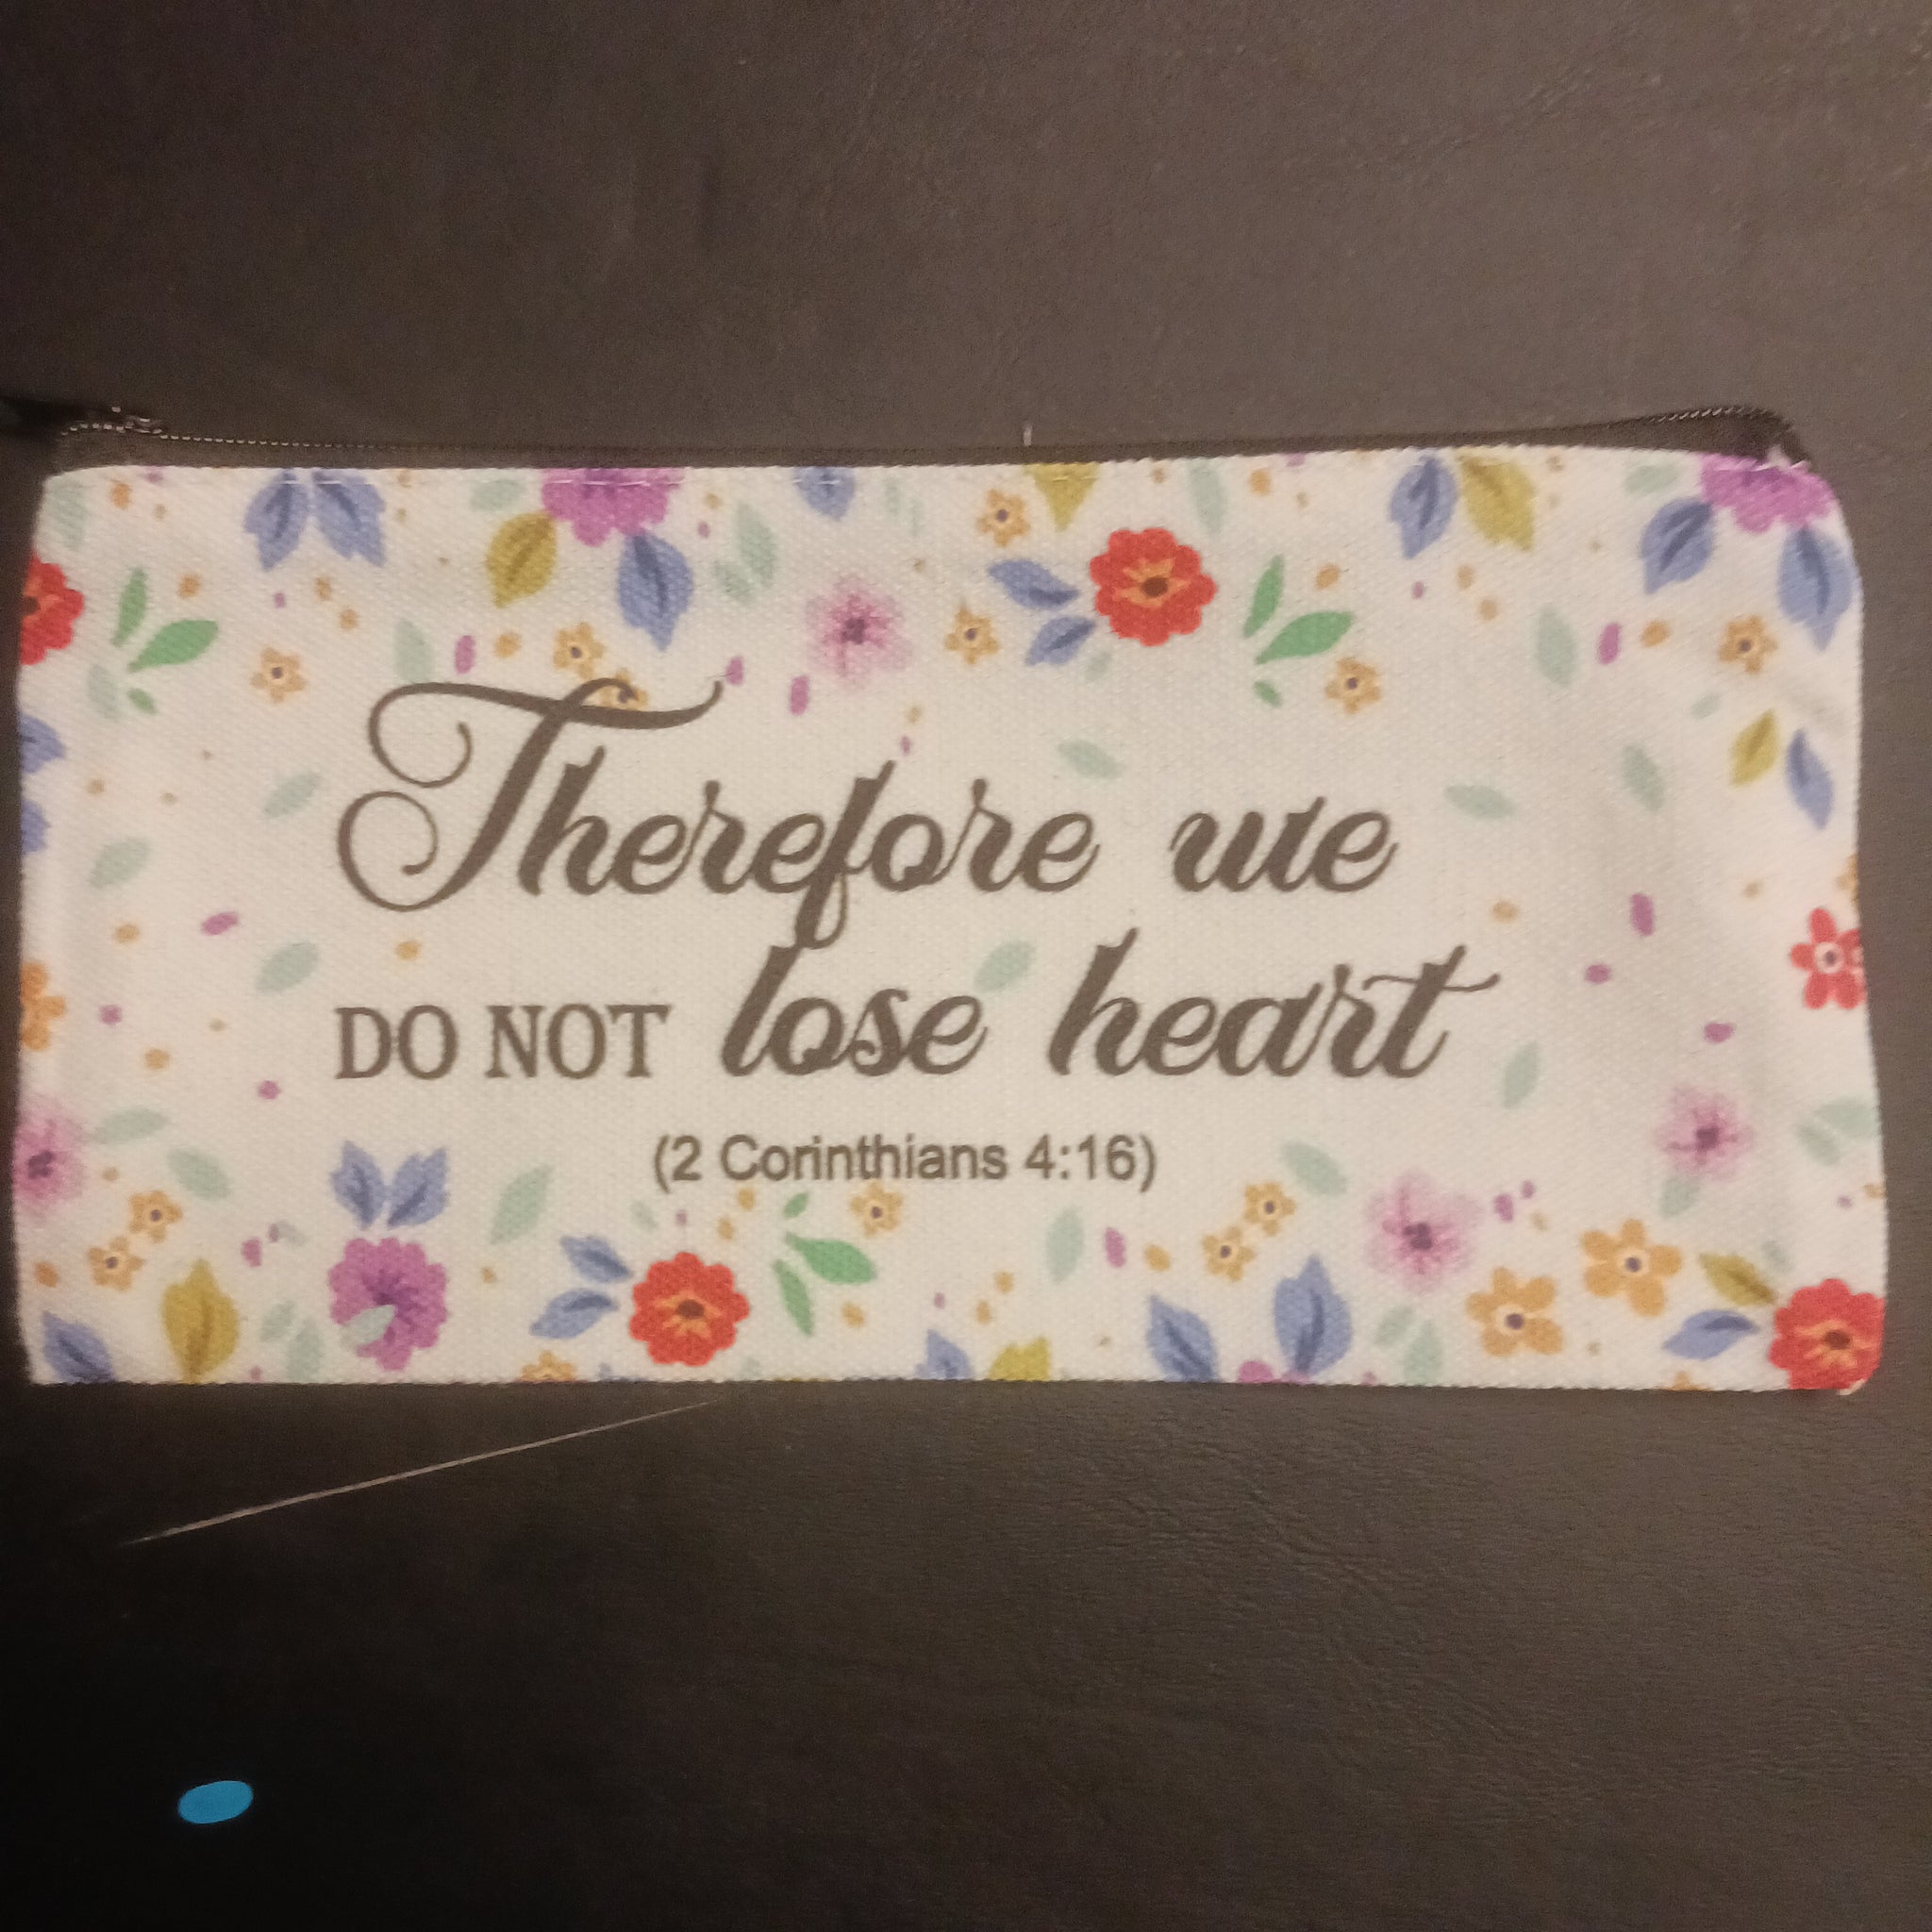 Therefore we
DO NOT lose heart
(2 Corinthians 4:16)